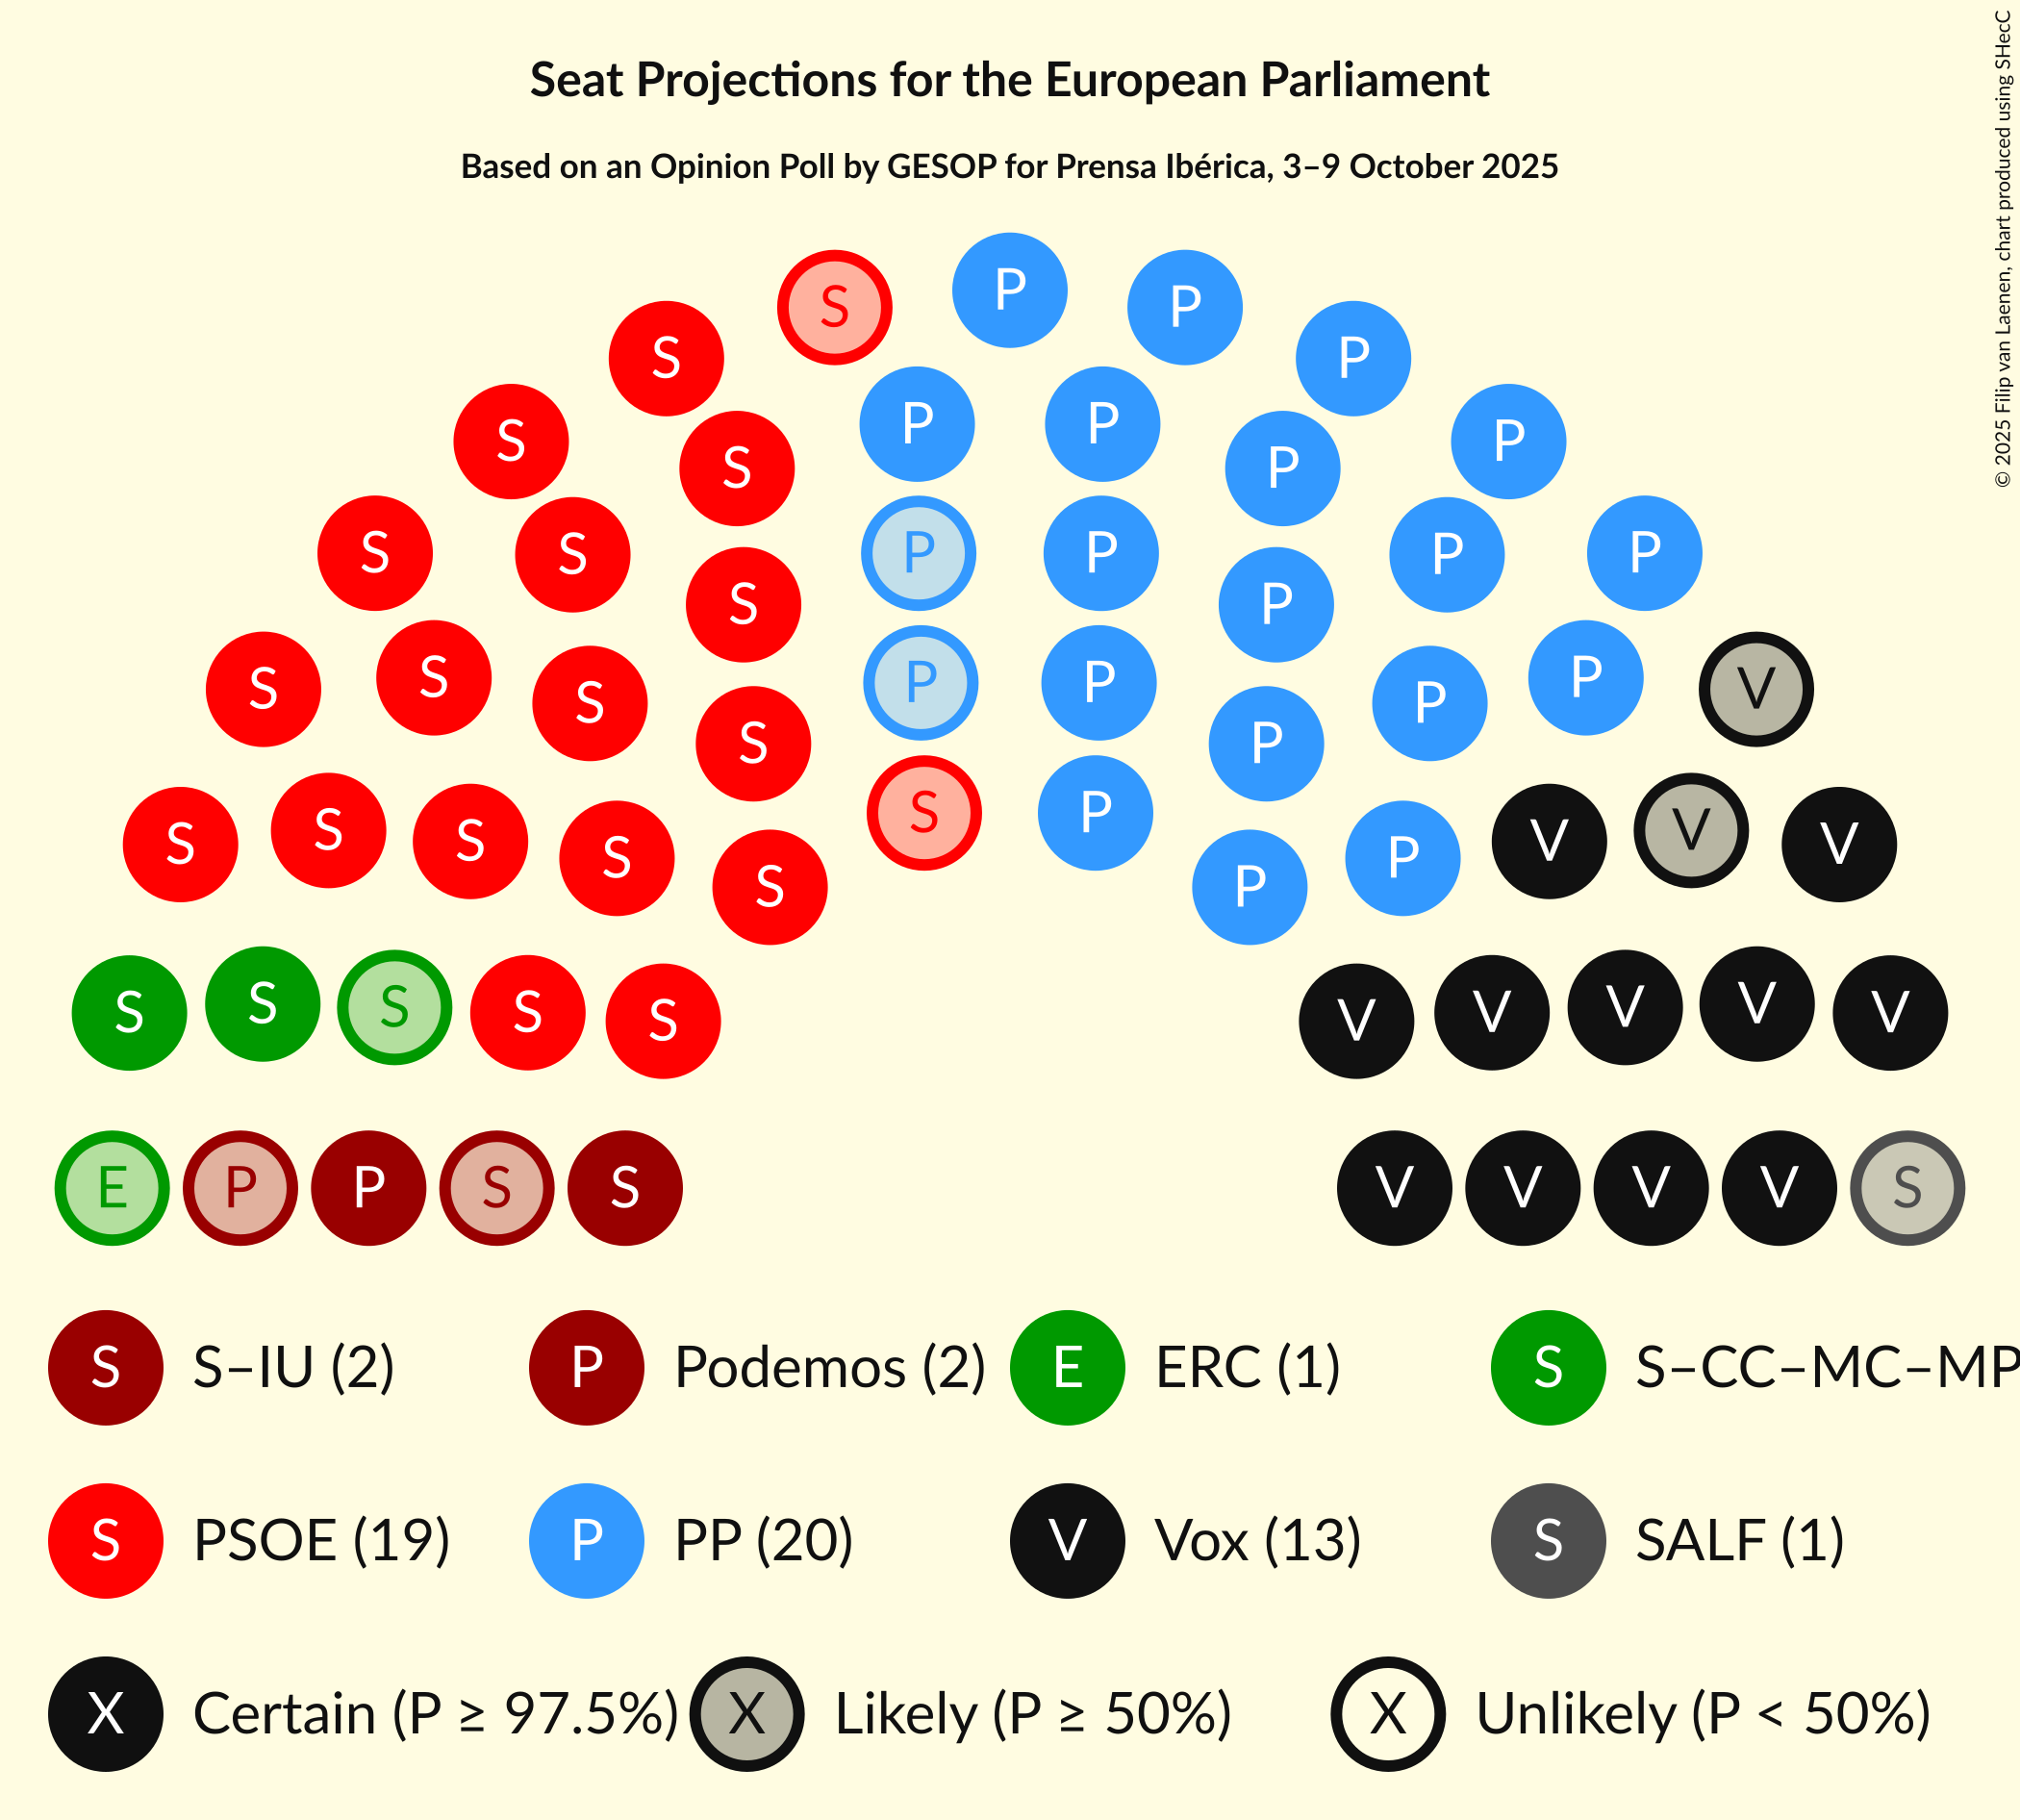 Seat Projections for the European Parliament
Based on an Opinion Poll by GESOP for Prensa Ibérica, 3–9 October 2025
© 2025 Filip van Laenen, chart produced using SHecC
P
S P
S P
S P
P P
S P
P P
S S P P
S P
S P
P P
S S P P
S V
S P
S P
S P
S V V
S V
S P
S P
S S V V
S S V V
S V
E P P S S V V V V S
S S–IU (2) P Podemos (2) E ERC (1) S S–CC–MC–MP
S PSOE (19) P PP (20) V Vox (13) S SALF (1)
X Certain (P ≥ 97.5%) X Likely (P ≥ 50%) X Unlikely (P < 50%)